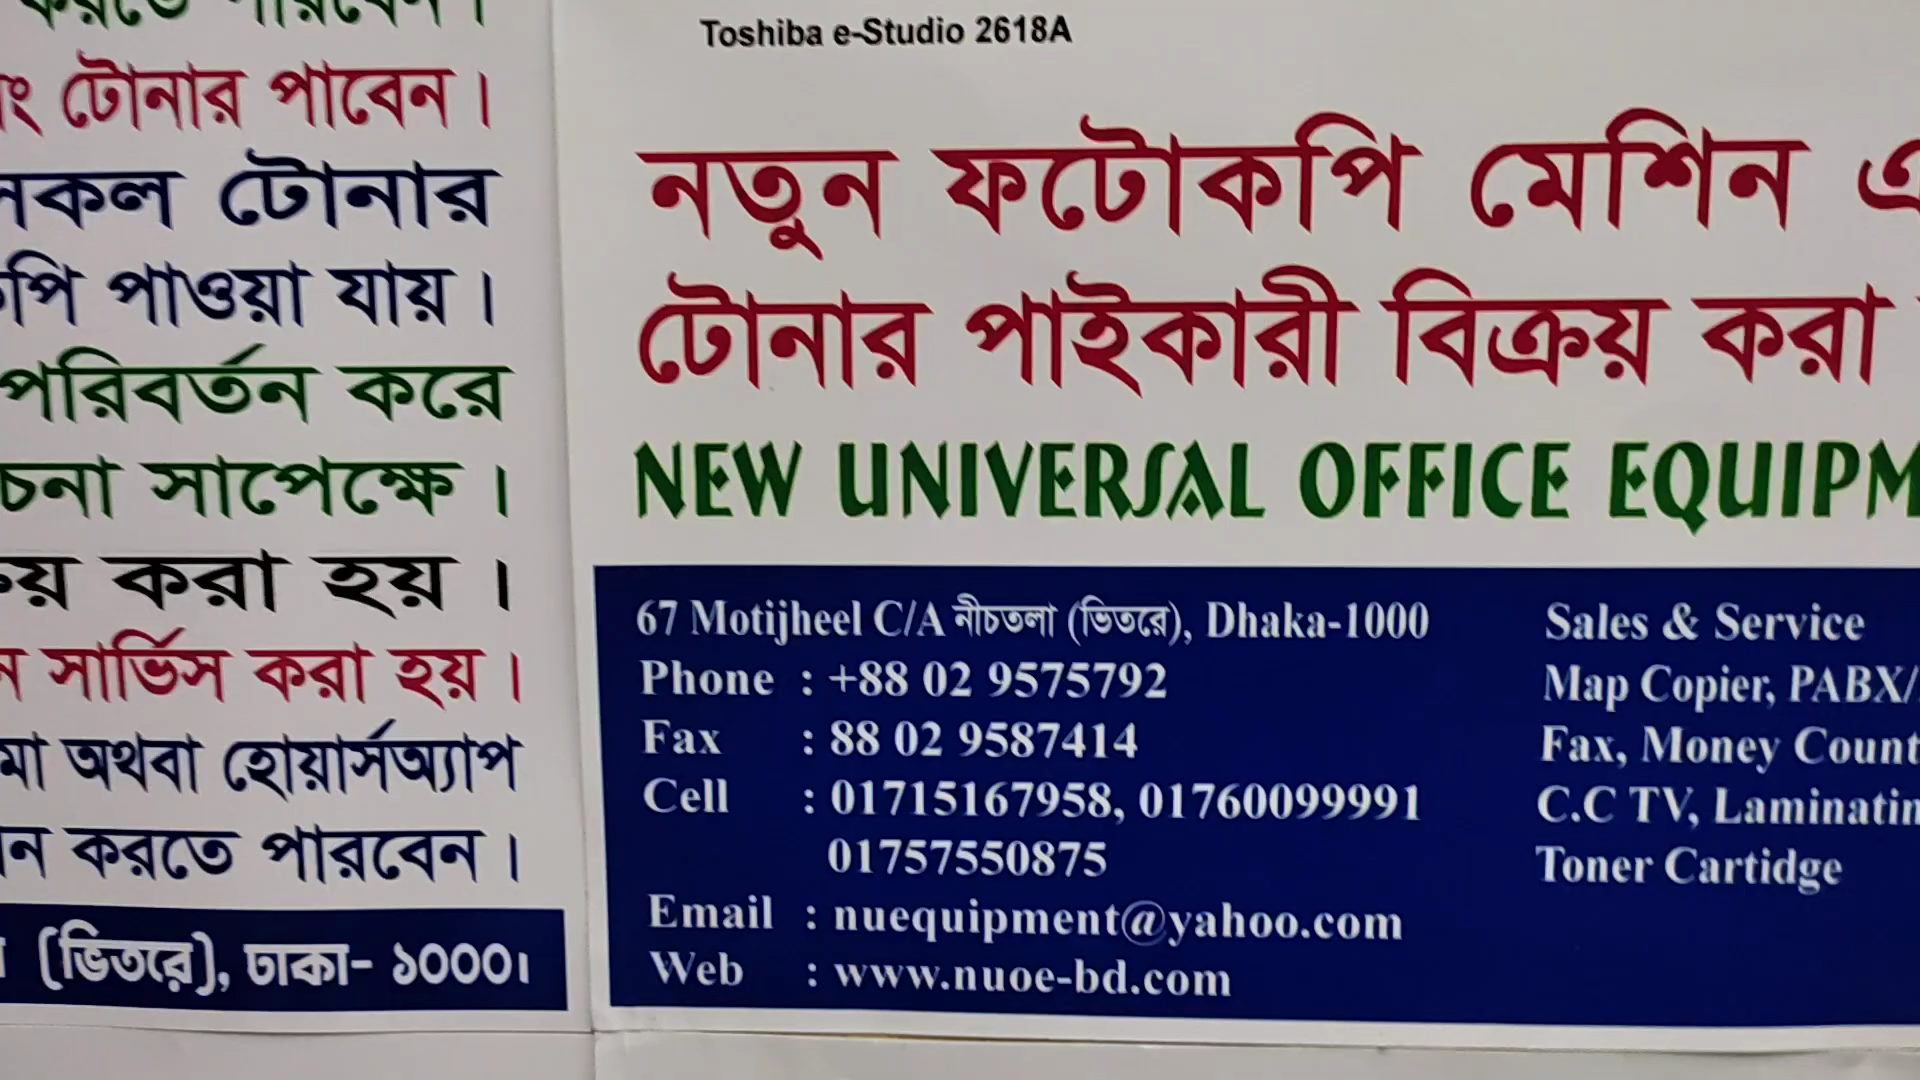 করতে পারবেন।
টোনার পাবেন।
টোনার
পাওয়া যায়।
পরিবর্তন করে
সাপেক্ষে।
করা হয়।
সার্ভিস করা হয়।
অথবা হোয়ার্সঅ্যাপ
করতে পারবেন।
(ভিতরে), ঢাকা- ১০০০।
Toshiba e-Studio 2618A
নতুন ফটোকপি মেশিন
টোনার পাইকারী বিক্রয় করা
NEW UNIVERSAL OFFICE EQUIPM
67 Motijheel C/A নীচতলা (ভিতরে), Dhaka-1000
Phone : +88 02 9575792
Fax : 88 02 9587414
Cell : 01715167958, 01760099991
01757550875
Email : nuequipment@yahoo.com
Web : www.nuoe-bd.com
Sales & Service
Map Copier, PABX/
Fax, Money Count
C.C TV, Laminatin
Toner Cartidge